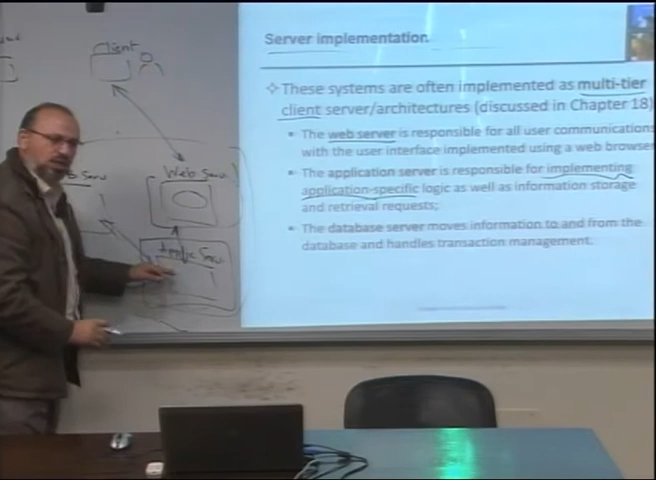 Server implementation
These systems are often implemented as multi-tier
client server/architectures (discussed in Chapter 18)
The web server is responsible for all user communications
with the user interface implemented using a web browser
The application server is responsible for implementing
application-specific logic as well as information storage
and retrieval requests;
The database server moves information to and from the
database and handles transaction management.
Client
Web Serv
Serv
Applic Serv